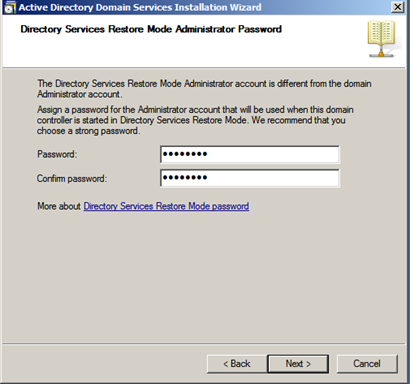 Active Directory Domain Services Installation Wizard
Directory Services Restore Mode Administrator Password
The Directory Services Restore Mode Administrator account is different from the domain
Administrator account.
Assign a password for the Administrator account that will be used when this domain
controller is started in Directory Services Restore Mode. We recommend that you
choose a strong password.
Password: ••••••••
Confirm password: ••••••••
More about Directory Services Restore Mode password
< Back Next > Cancel